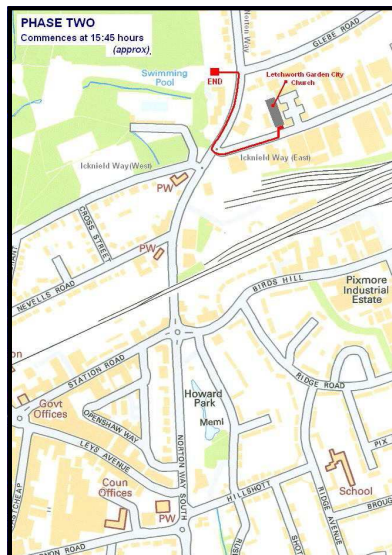 PHASE TWO
Commences at 15:45 hours
(approx).
Norton Way
GLEBE ROAD
Swimming
Pool
END
Letchworth Garden City
Church
Icknield Way(West)
Icknield Way (East)
PW
CROSS STREET
PW
NEVELLS ROAD
BIRDS HILL
Pixmore
Industrial
Estate
STATION ROAD
RIDGE ROAD
Howard
Park
Meml
Govt
Offices
OPENSHAW WAY
LEYS AVENUE
NORTON WAY SOUTH
PIX
Coun
Offices
PW
HILLSHOTT
School
RIDGE AVENUE
BROUG